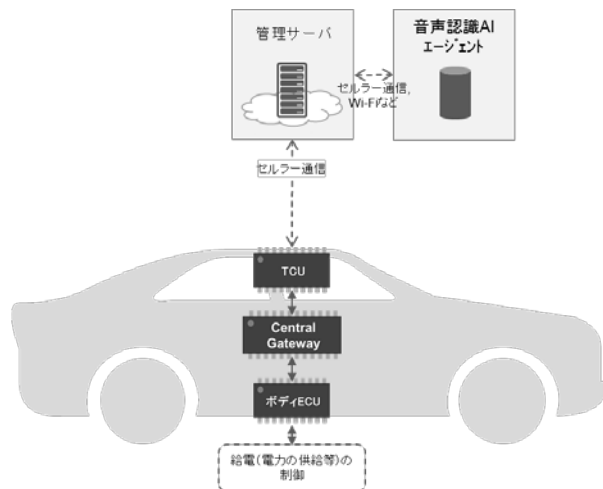 管理サーバ
音声認識AI
エージェント
セルラー通信,
Wi-Fiなど
セルラー通信
TCU
Central
Gateway
ボディECU
給電(電力の供給等)の
制御